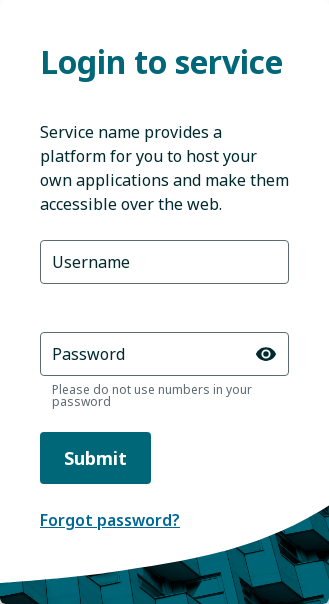 Login to service
Service name provides a
platform for you to host your
own applications and make them
accessible over the web.
Username
Password
Please do not use numbers in your
password
Submit
Forgot password?